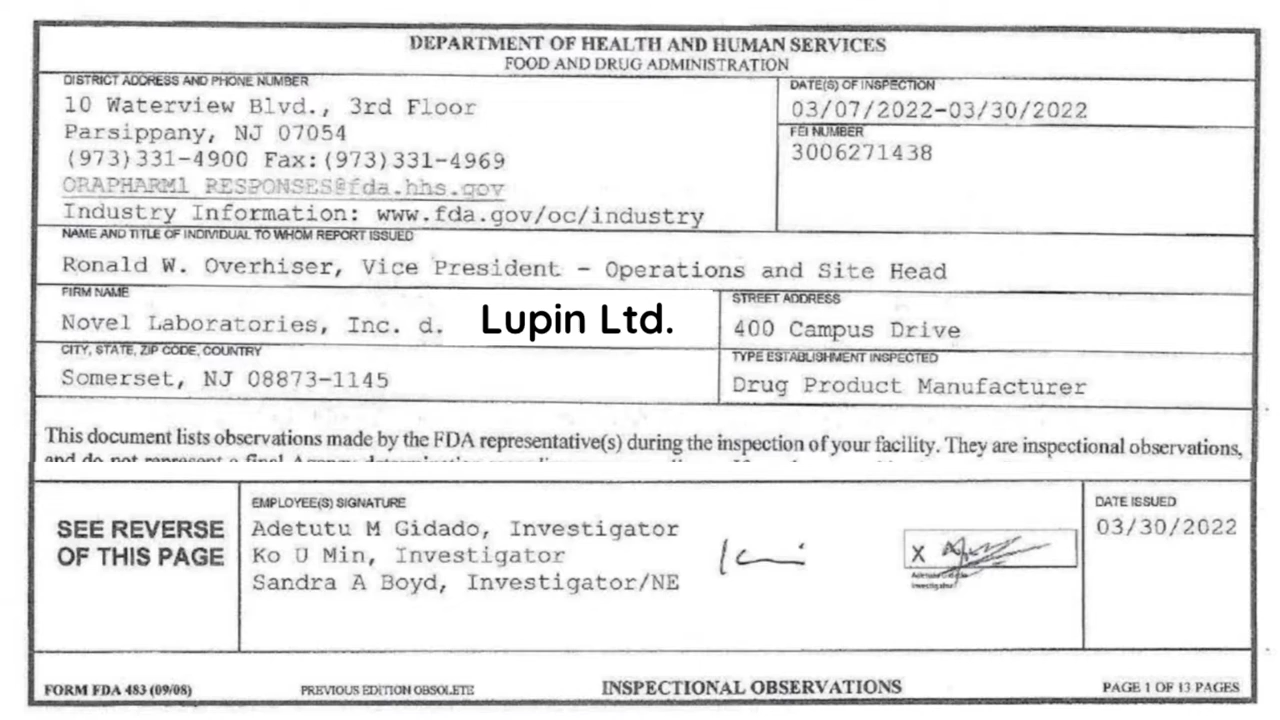 DEPARTMENT OF HEALTH AND HUMAN SERVICES
FOOD AND DRUG ADMINISTRATION
DISTRICT ADDRESS AND PHONE NUMBER
10 Waterview Blvd., 3rd Floor
Parsippany, NJ 07054
(973)331-4900 Fax:(973)331-4969
ORAPHARM1_RESPONSES@fda.hhs.gov
Industry Information: www.fda.gov/oc/industry
DATE(S) OF INSPECTION
03/07/2022-03/30/2022
FEI NUMBER
3006271438
NAME AND TITLE OF INDIVIDUAL TO WHOM REPORT ISSUED
Ronald W. Overhiser, Vice President - Operations and Site Head
FIRM NAME
Novel Laboratories, Inc. d. Lupin Ltd.
STREET ADDRESS
400 Campus Drive
CITY, STATE, ZIP CODE, COUNTRY
Somerset, NJ 08873-1145
TYPE ESTABLISHMENT INSPECTED
Drug Product Manufacturer
This document lists observations made by the FDA representative(s) during the inspection of your facility. They are inspectional observations,
and do not represent a final Agency
SEE REVERSE
OF THIS PAGE
EMPLOYEE(S) SIGNATURE
Adetutu M Gidado, Investigator
Ko U Min, Investigator
Sandra A Boyd, Investigator/NE
X
Investigator
DATE ISSUED
03/30/2022
FORM FDA 483 (09/08)
PREVIOUS EDITION OBSOLETE
INSPECTIONAL OBSERVATIONS
PAGE 1 OF 13 PAGES